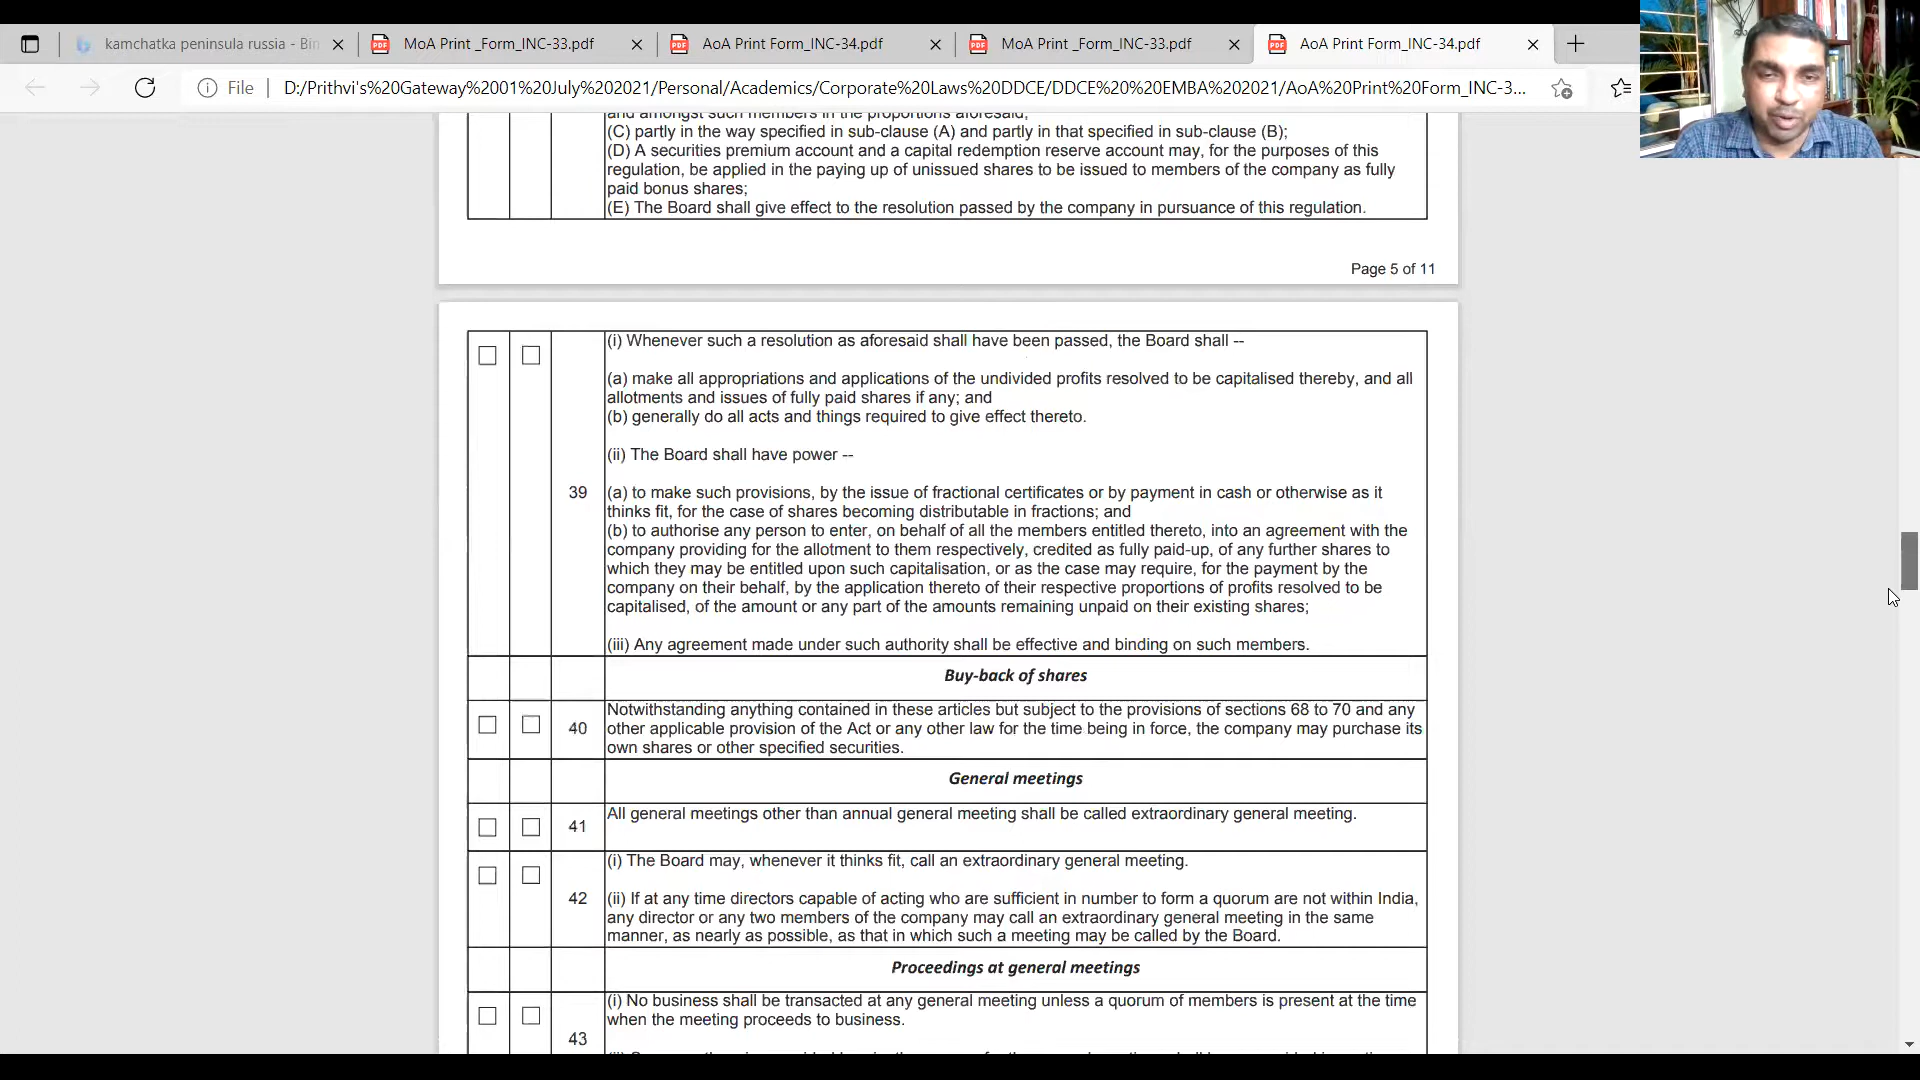 kamchatka peninsula russia - Bin
MoA Print _Form_INC-33.pdf
AoA Print Form_INC-34.pdf
MoA Print _Form_INC-33.pdf
AoA Print Form_INC-34.pdf
File
D:/Prithvi's%20Gateway%2001%20July%202021/Personal/Academics/Corporate%20Laws%20DDCE/DDCE%20%20EMBA%202021/AoA%20Print%20Form_INC-3...
and amongst such members in the proportions aforesaid;
(C) partly in the way specified in sub-clause (A) and partly in that specified in sub-clause (B);
(D) A securities premium account and a capital redemption reserve account may, for the purposes of this
regulation, be applied in the paying up of unissued shares to be issued to members of the company as fully
paid bonus shares;
(E) The Board shall give effect to the resolution passed by the company in pursuance of this regulation.
Page 5 of 11
(i) Whenever such a resolution as aforesaid shall have been passed, the Board shall --
(a) make all appropriations and applications of the undivided profits resolved to be capitalised thereby, and all
allotments and issues of fully paid shares if any; and
(b) generally do all acts and things required to give effect thereto.
(ii) The Board shall have power --
39
(a) to make such provisions, by the issue of fractional certificates or by payment in cash or otherwise as it
thinks fit, for the case of shares becoming distributable in fractions; and
(b) to authorise any person to enter, on behalf of all the members entitled thereto, into an agreement with the
company providing for the allotment to them respectively, credited as fully paid-up, of any further shares to
which they may be entitled upon such capitalisation, or as the case may require, for the payment by the
company on their behalf, by the application thereto of their respective proportions of profits resolved to be
capitalised, of the amount or any part of the amounts remaining unpaid on their existing shares;
(iii) Any agreement made under such authority shall be effective and binding on such members.
Buy-back of shares
40
Notwithstanding anything contained in these articles but subject to the provisions of sections 68 to 70 and any
other applicable provision of the Act or any other law for the time being in force, the company may purchase its
own shares or other specified securities.
General meetings
41
All general meetings other than annual general meeting shall be called extraordinary general meeting.
42
(i) The Board may, whenever it thinks fit, call an extraordinary general meeting.
(ii) If at any time directors capable of acting who are sufficient in number to form a quorum are not within India,
any director or any two members of the company may call an extraordinary general meeting in the same
manner, as nearly as possible, as that in which such a meeting may be called by the Board.
Proceedings at general meetings
43
(i) No business shall be transacted at any general meeting unless a quorum of members is present at the time
when the meeting proceeds to business.